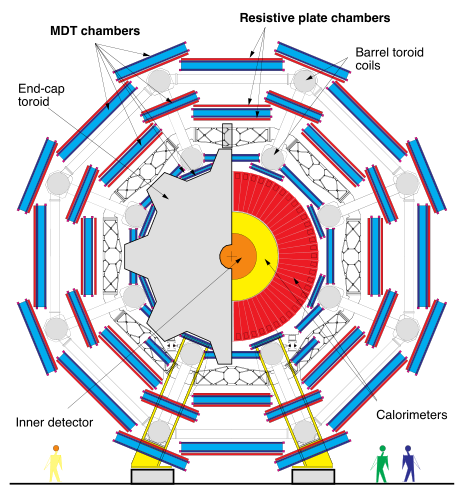 Resistive plate chambers
MDT chambers
Barrel toroid
coils
End-cap
toroid
Inner detector
Calorimeters